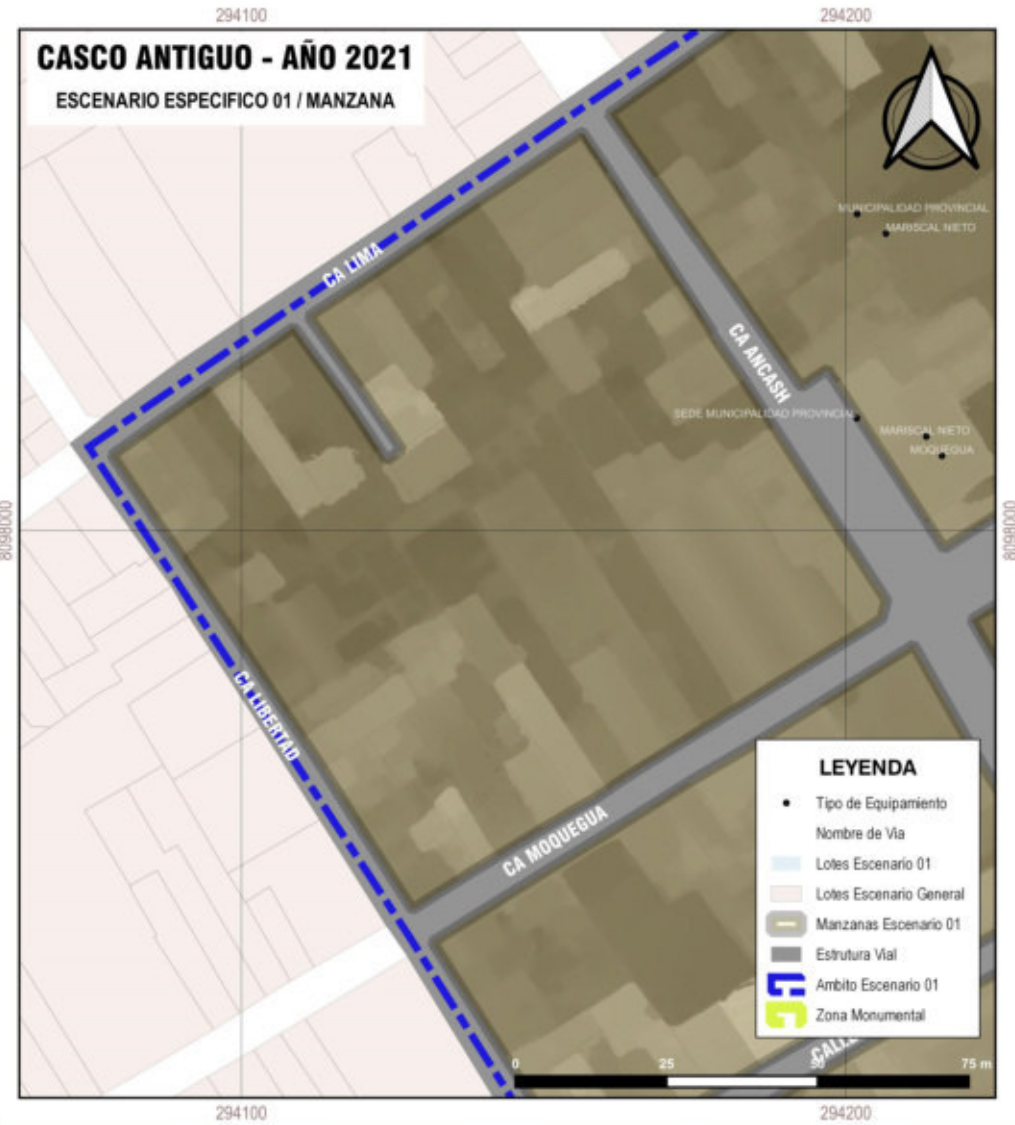 294100
294200
CASCO ANTIGUO - AÑO 2021
ESCENARIO ESPECIFICO 01 / MANZANA
MUNICIPALIDAD PROVINCIAL
MARISCAL NIETO
CA LIMA
CA ANCASH
SEDE MUNICIPALIDAD PROVINCIAL
MARISCAL NIETO
MOQUEGUA
8098000
8098000
CA LIBERTAD
CA MOQUEGUA
LEYENDA
Tipo de Equipamiento
Nombre de Via
Lotes Escenario 01
Lotes Escenario General
Manzanas Escenario 01
Estrutura Vial
Ambito Escenario 01
Zona Monumental
CALLE
0 25 50 75 m
294100
294200